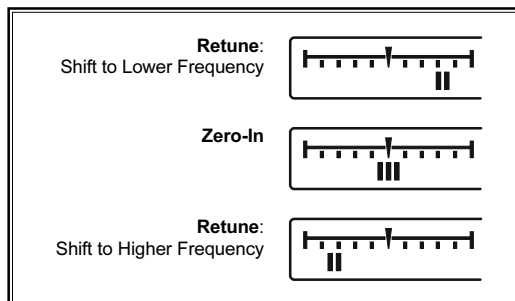 Retune:
Shift to Lower Frequency
Zero-In
Retune:
Shift to Higher Frequency